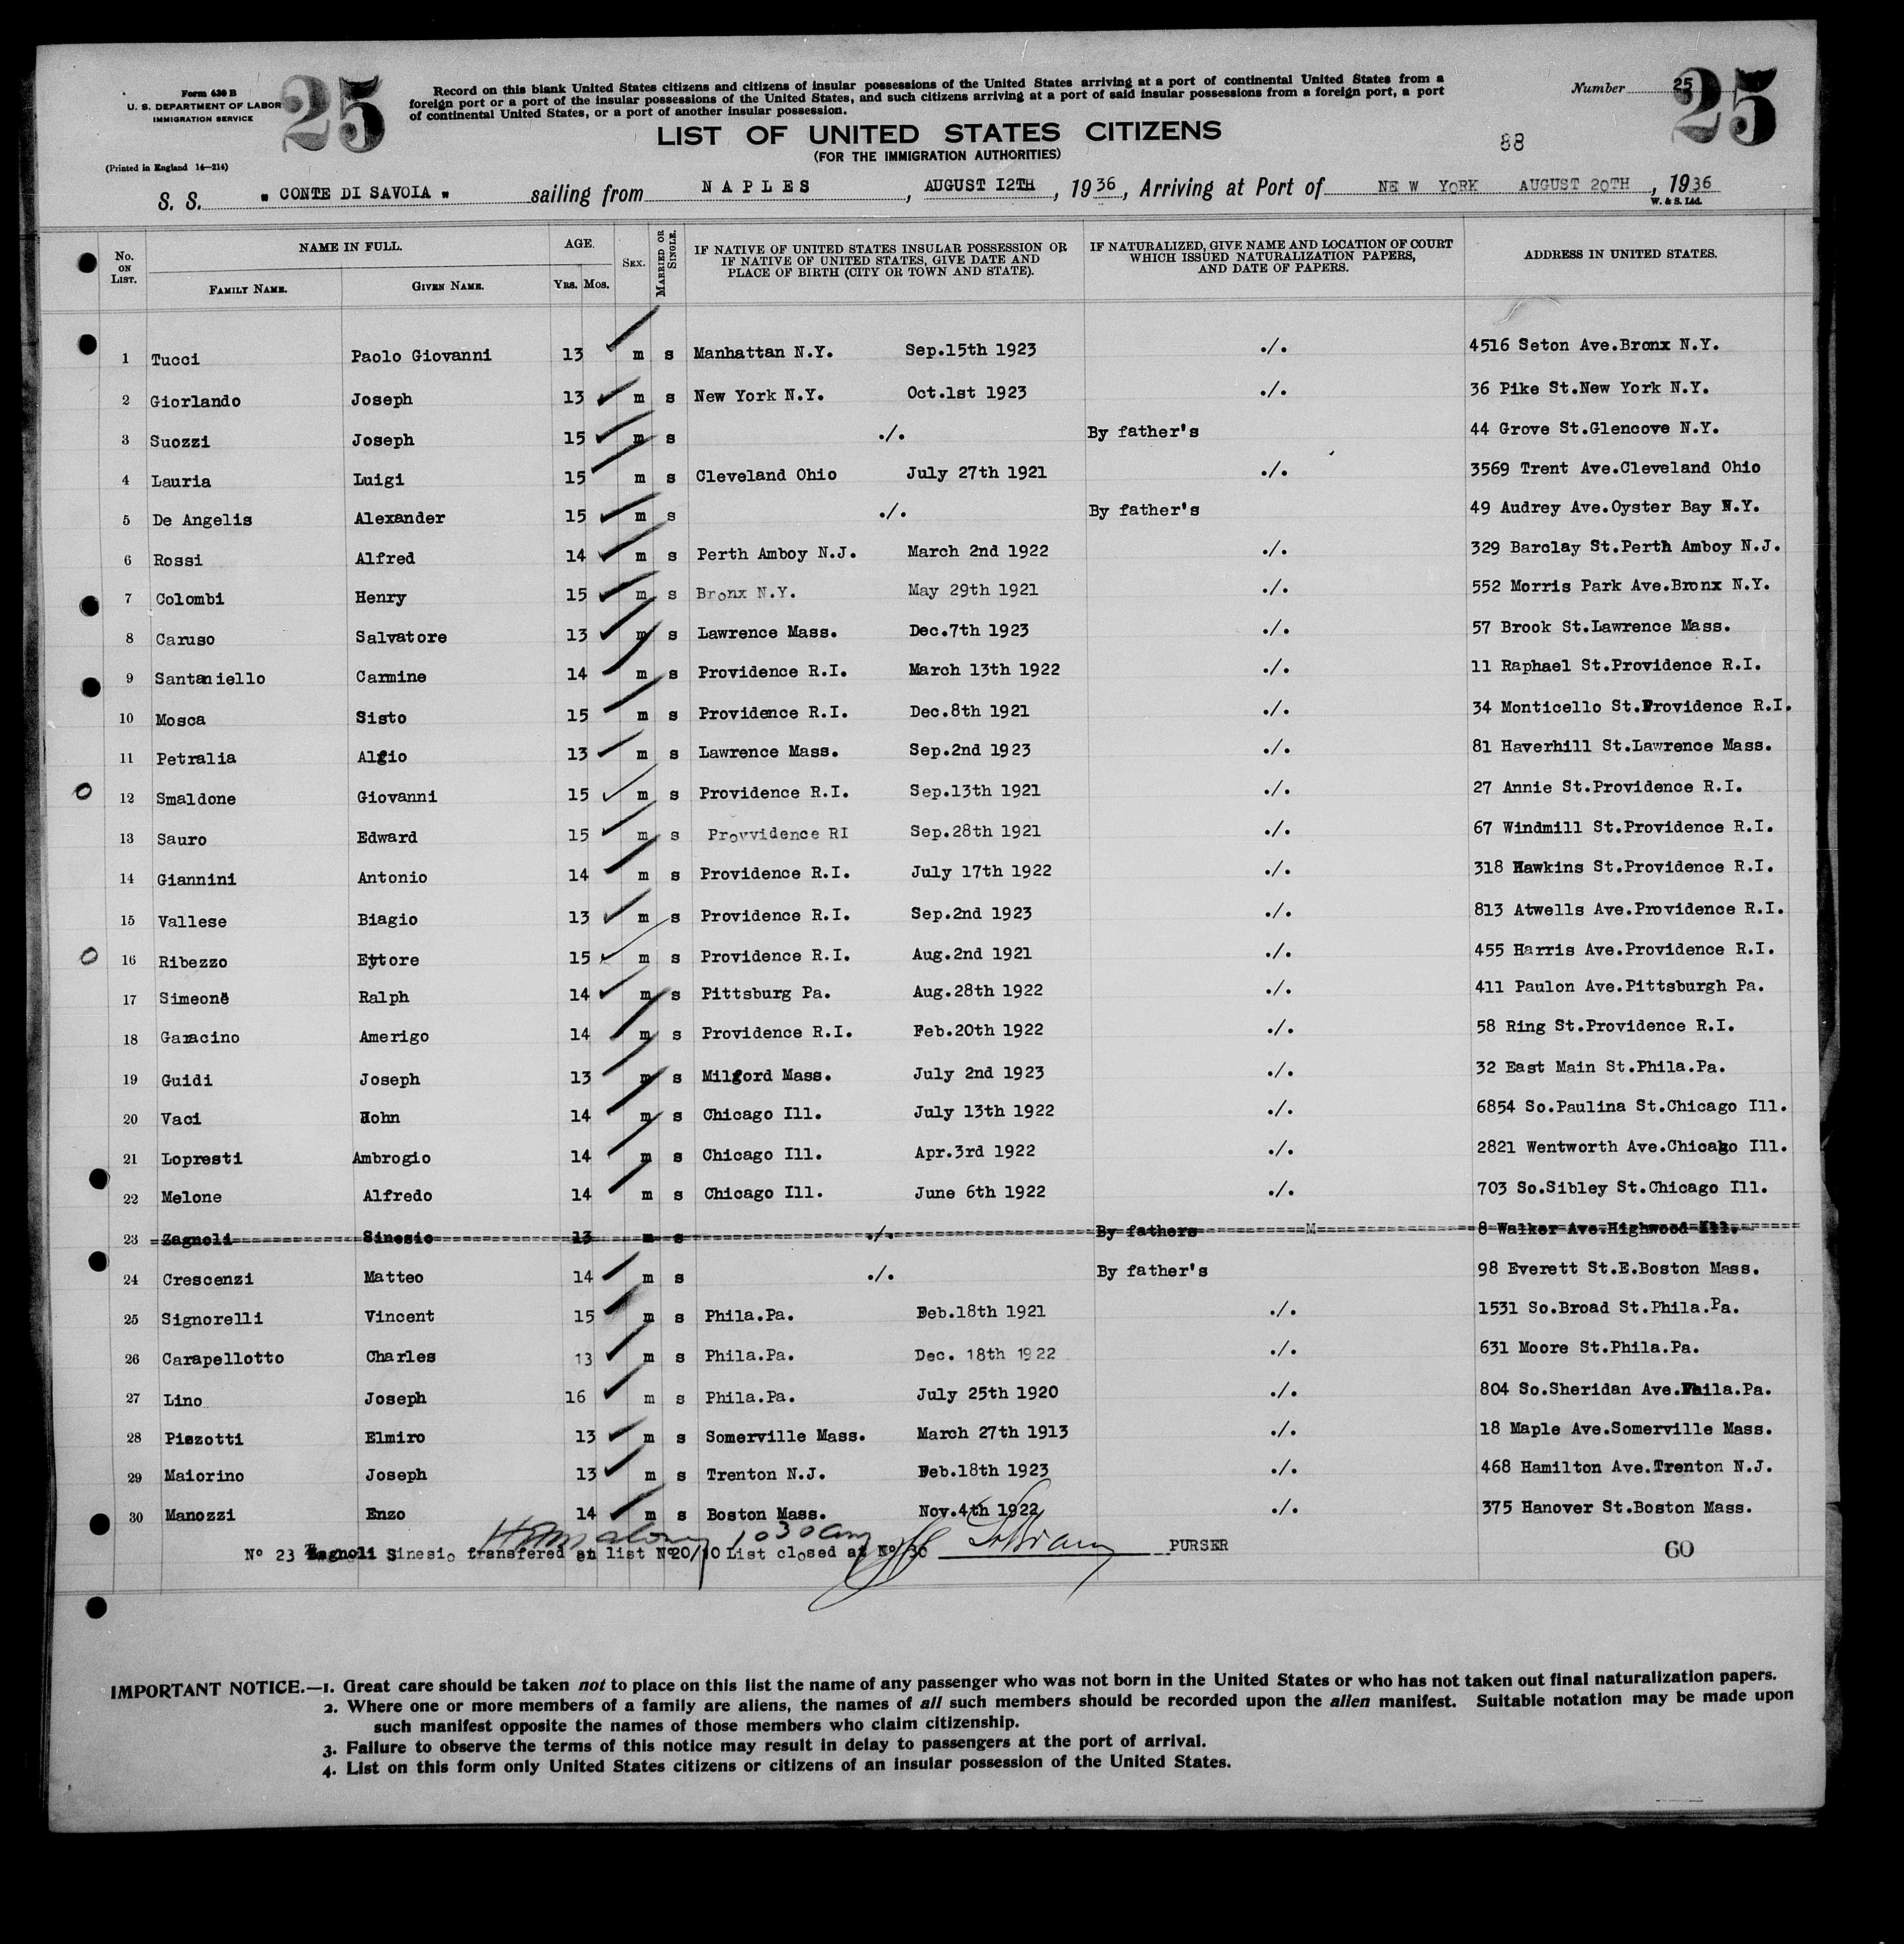 Form 630 B
U. S. DEPARTMENT OF LABOR
IMMIGRATION SERVICE
25
Record on this blank United States citizens and citizens of insular possessions of the United States arriving at a port of continental United States from a
foreign port or a port of the insular possessions of the United States, and such citizens arriving at a port of said insular possessions from a foreign port, a port
of continental United States, or a port of another insular possession.
Number 25
25
LIST OF UNITED STATES CITIZENS
(FOR THE IMMIGRATION AUTHORITIES)
88
(Printed in England 14—214)
S. S. " CONTE DI SAVOIA " sailing from NAPLES, AUGUST 12TH, 1936, Arriving at Port of NEW YORK AUGUST 20TH, 1936
W. & S. Ltd.
No. ON LIST. NAME IN FULL. FAMILY NAME. GIVEN NAME. AGE. YRS. MOS. SEX. MARRIED OR SINGLE. IF NATIVE OF UNITED STATES INSULAR POSSESSION OR IF NATIVE OF UNITED STATES, GIVE DATE AND PLACE OF BIRTH (CITY OR TOWN AND STATE). IF NATURALIZED, GIVE NAME AND LOCATION OF COURT WHICH ISSUED NATURALIZATION PAPERS, AND DATE OF PAPERS. ADDRESS IN UNITED STATES.
1 Tucci Paolo Giovanni 13 m s Manhattan N.Y. Sep.15th 1923 ./. 4516 Seton Ave.Bronx N.Y.
2 Giorlando Joseph 13 m s New York N.Y. Oct.1st 1923 ./. 36 Pike St.New York N.Y.
3 Suozzi Joseph 15 m s ./. By father's 44 Grove St.Glencove N.Y.
4 Lauria Luigi 15 m s Cleveland Ohio July 27th 1921 ./. 3569 Trent Ave.Cleveland Ohio
5 De Angelis Alexander 15 m s ./. By father's 49 Audrey Ave.Oyster Bay N.Y.
6 Rossi Alfred 14 m s Perth Amboy N.J. March 2nd 1922 ./. 329 Barclay St.Perth Amboy N.J.
7 Colombi Henry 15 m s Bronx N.Y. May 29th 1921 ./. 552 Morris Park Ave.Bronx N.Y.
8 Caruso Salvatore 13 m s Lawrence Mass. Dec.7th 1923 ./. 57 Brook St.Lawrence Mass.
9 Santaniello Carmine 14 m s Providence R.I. March 13th 1922 ./. 11 Raphael St.Providence R.I.
10 Mosca Sisto 15 m s Providence R.I. Dec.8th 1921 ./. 34 Monticello St.Providence R.I.
11 Petralia Alfio 13 m s Lawrence Mass. Sep.2nd 1923 ./. 81 Haverhill St.Lawrence Mass.
12 Smaldone Giovanni 15 m s Providence R.I. Sep.13th 1921 ./. 27 Annie St.Providence R.I.
13 Sauro Edward 15 m s Provvidence RI Sep.28th 1921 ./. 67 Windmill St.Providence R.I.
14 Giannini Antonio 14 m s Providence R.I. July 17th 1922 ./. 318 Hawkins St.Providence R.I.
15 Vallese Biagio 13 m s Providence R.I. Sep.2nd 1923 ./. 813 Atwells Ave.Providence R.I.
16 Ribezzo Ettore 15 m s Providence R.I. Aug.2nd 1921 ./. 455 Harris Ave.Providence R.I.
17 Simeone Ralph 14 m s Pittsburg Pa. Aug.28th 1922 ./. 411 Paulon Ave.Pittsburgh Pa.
18 Garacino Amerigo 14 m s Providence R.I. Feb.20th 1922 ./. 58 Ring St.Providence R.I.
19 Guidi Joseph 13 m s Milford Mass. July 2nd 1923 ./. 32 East Main St.Phila.Pa.
20 Vaci Hohn 14 m s Chicago Ill. July 13th 1922 ./. 6854 So.Paulina St.Chicago Ill.
21 Lopresti Ambrogio 14 m s Chicago Ill. Apr.3rd 1922 ./. 2821 Wentworth Ave.Chicago Ill.
22 Melone Alfredo 14 m s Chicago Ill. June 6th 1922 ./. 703 So.Sibley St.Chicago Ill.
23 Zagnoli Sinesio 13 m s ./. By fathers M 8 Walker Ave.Highwood Ill.
24 Crescenzi Matteo 14 m s ./. By father's 98 Everett St.E.Boston Mass.
25 Signorelli Vincent 15 m s Phila.Pa. Feb.18th 1921 ./. 1531 So.Broad St.Phila.Pa.
26 Carapellotto Charles 13 m s Phila.Pa. Dec. 18th 1922 ./. 631 Moore St.Phila.Pa.
27 Lino Joseph 16 m s Phila.Pa. July 25th 1920 ./. 804 So.Sheridan Ave.Phila.Pa.
28 Piezotti Elmiro 13 m s Somerville Mass. March 27th 1913 ./. 18 Maple Ave.Somerville Mass.
29 Maiorino Joseph 13 m s Trenton N.J. Feb.18th 1923 ./. 468 Hamilton Ave.Trenton N.J.
30 Manozzi Enzo 14 m s Boston Mass. Nov.4th 1922 ./. 375 Hanover St.Boston Mass.
10 30 am
Nº 23 Zagnoli Sinesio transfered on list Nº20/10 List closed at Nº 30 PURSER 60
IMPORTANT NOTICE.—1. Great care should be taken not to place on this list the name of any passenger who was not born in the United States or who has not taken out final naturalization papers.
2. Where one or more members of a family are aliens, the names of all such members should be recorded upon the alien manifest. Suitable notation may be made upon
such manifest opposite the names of those members who claim citizenship.
3. Failure to observe the terms of this notice may result in delay to passengers at the port of arrival.
4. List on this form only United States citizens or citizens of an insular possession of the United States.